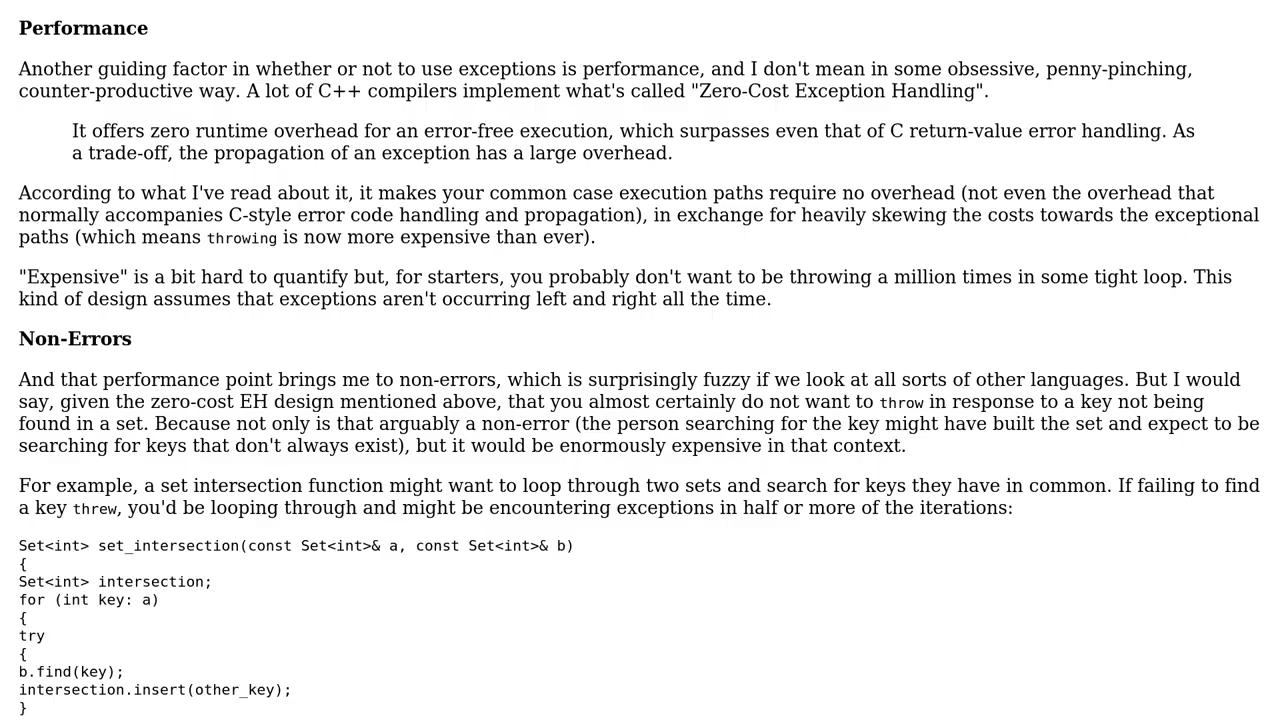 Performance
Another guiding factor in whether or not to use exceptions is performance, and I don't mean in some obsessive, penny-pinching,
counter-productive way. A lot of C++ compilers implement what's called "Zero-Cost Exception Handling".
It offers zero runtime overhead for an error-free execution, which surpasses even that of C return-value error handling. As
a trade-off, the propagation of an exception has a large overhead.
According to what I've read about it, it makes your common case execution paths require no overhead (not even the overhead that
normally accompanies C-style error code handling and propagation), in exchange for heavily skewing the costs towards the exceptional
paths (which means throwing is now more expensive than ever).
"Expensive" is a bit hard to quantify but, for starters, you probably don't want to be throwing a million times in some tight loop. This
kind of design assumes that exceptions aren't occurring left and right all the time.
Non-Errors
And that performance point brings me to non-errors, which is surprisingly fuzzy if we look at all sorts of other languages. But I would
say, given the zero-cost EH design mentioned above, that you almost certainly do not want to throw in response to a key not being
found in a set. Because not only is that arguably a non-error (the person searching for the key might have built the set and expect to be
searching for keys that don't always exist), but it would be enormously expensive in that context.
For example, a set intersection function might want to loop through two sets and search for keys they have in common. If failing to find
a key threw, you'd be looping through and might be encountering exceptions in half or more of the iterations:
Set<int> set_intersection(const Set<int>& a, const Set<int>& b)
{
Set<int> intersection;
for (int key: a)
{
try
{
b.find(key);
intersection.insert(other_key);
}